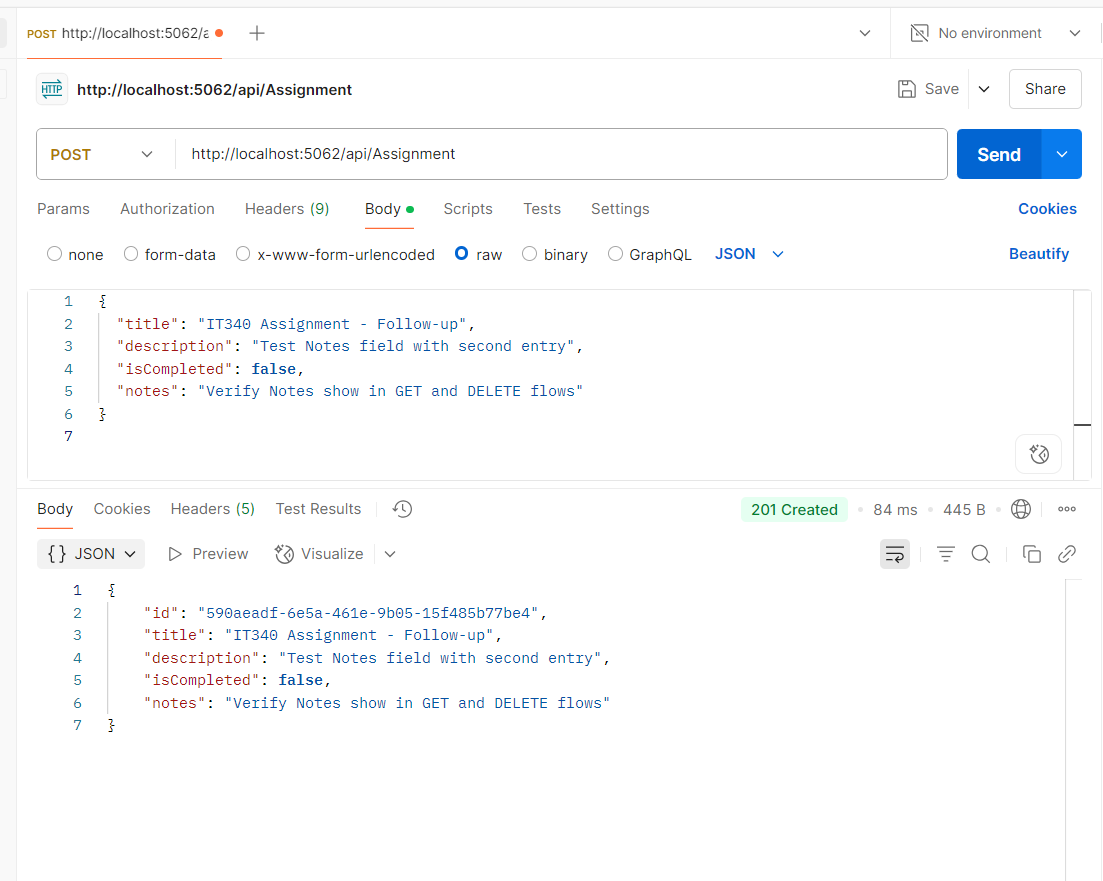 POST http://localhost:5062/a
No environment
HTTP http://localhost:5062/api/Assignment
Save
Share
POST
http://localhost:5062/api/Assignment
Send
Params Authorization Headers (9) Body Scripts Tests Settings Cookies
none form-data x-www-form-urlencoded raw binary GraphQL JSON Beautify
1 {
2 "title": "IT340 Assignment - Follow-up",
3 "description": "Test Notes field with second entry",
4 "isCompleted": false,
5 "notes": "Verify Notes show in GET and DELETE flows"
6 }
7
Body Cookies Headers (5) Test Results 201 Created 84 ms 445 B
{} JSON Preview Visualize
1 {
2 "id": "590aeadf-6e5a-461e-9b05-15f485b77be4",
3 "title": "IT340 Assignment - Follow-up",
4 "description": "Test Notes field with second entry",
5 "isCompleted": false,
6 "notes": "Verify Notes show in GET and DELETE flows"
7 }